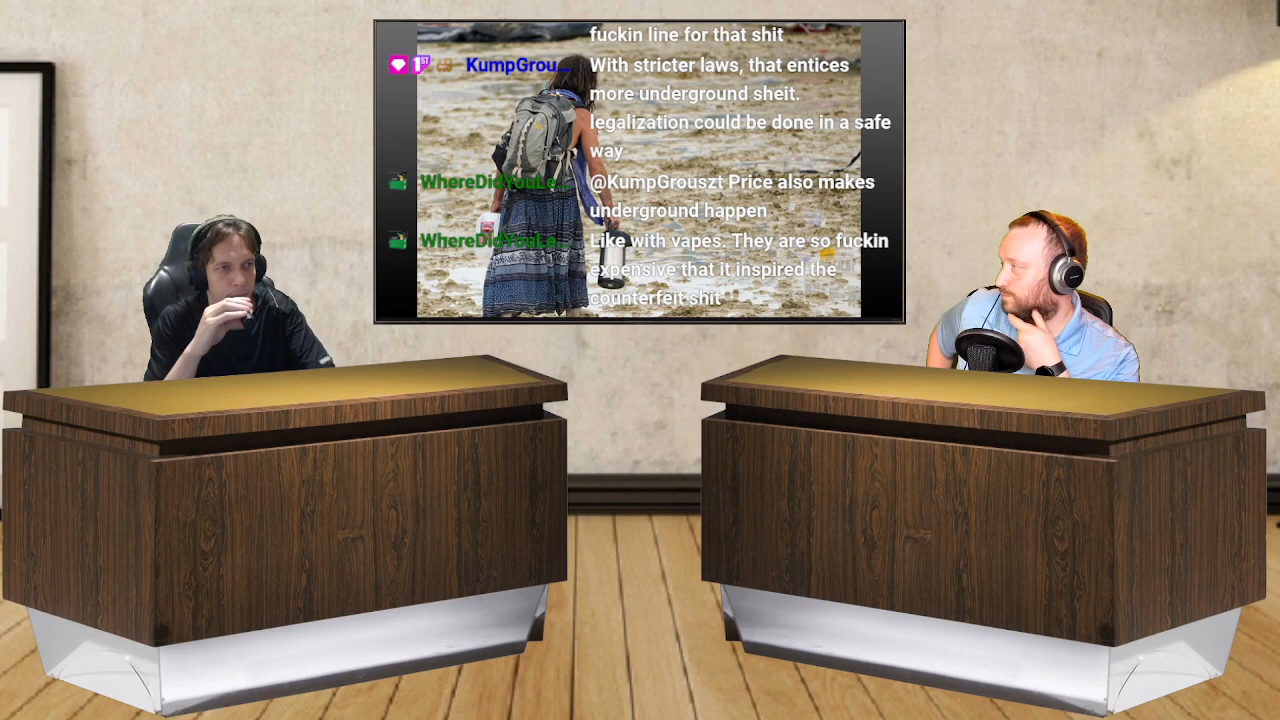 fuckin line for that shit
1ST KumpGrou... With stricter laws, that entices
more underground sheit.
legalization could be done in a safe
way
WhereDidYouLe... @KumpGrouszt Price also makes
underground happen
WhereDidYouLe... Like with vapes. They are so fuckin
expensive that it inspired the
counterfeit shit